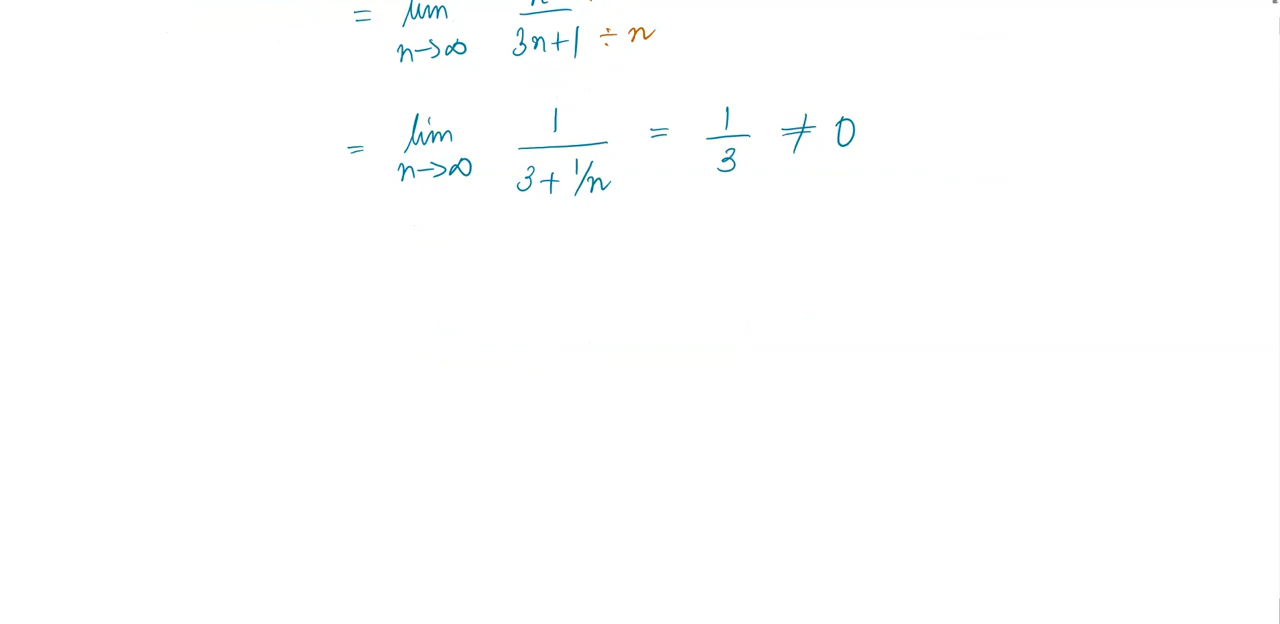 = lim n→∞ n/(3n+1) ÷ n
= lim n→∞ 1/(3+1/n) = 1/3 ≠ 0